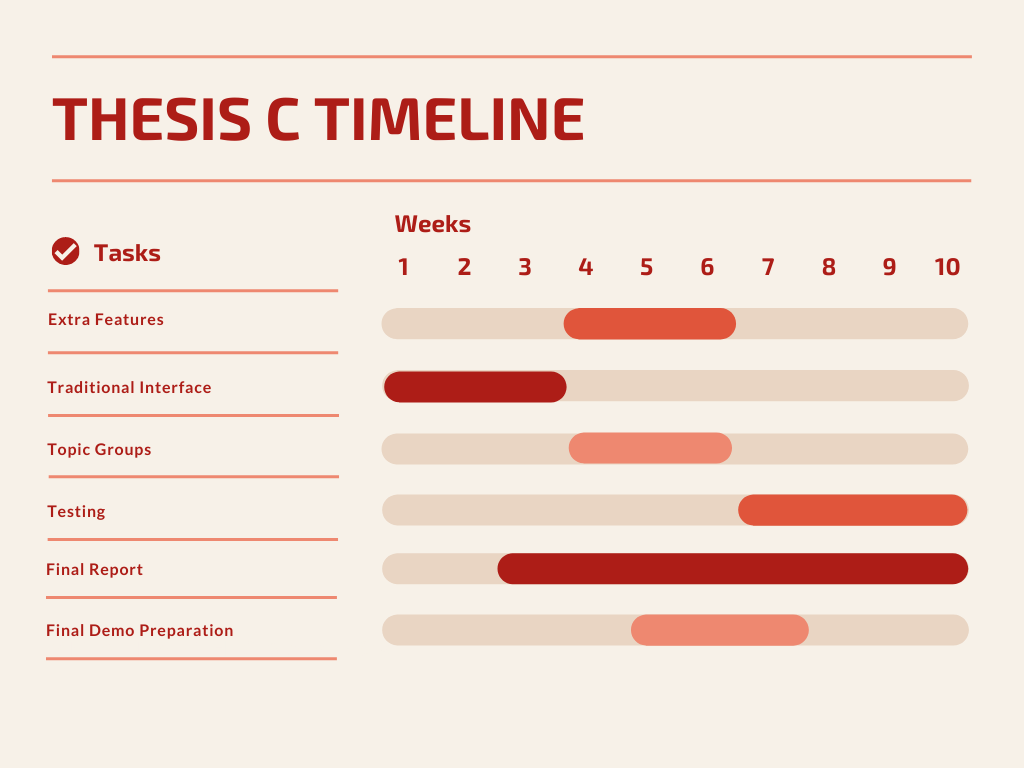 THESIS C TIMELINE
Weeks
Tasks
1 2 3 4 5 6 7 8 9 10
Extra Features
Traditional Interface
Topic Groups
Testing
Final Report
Final Demo Preparation